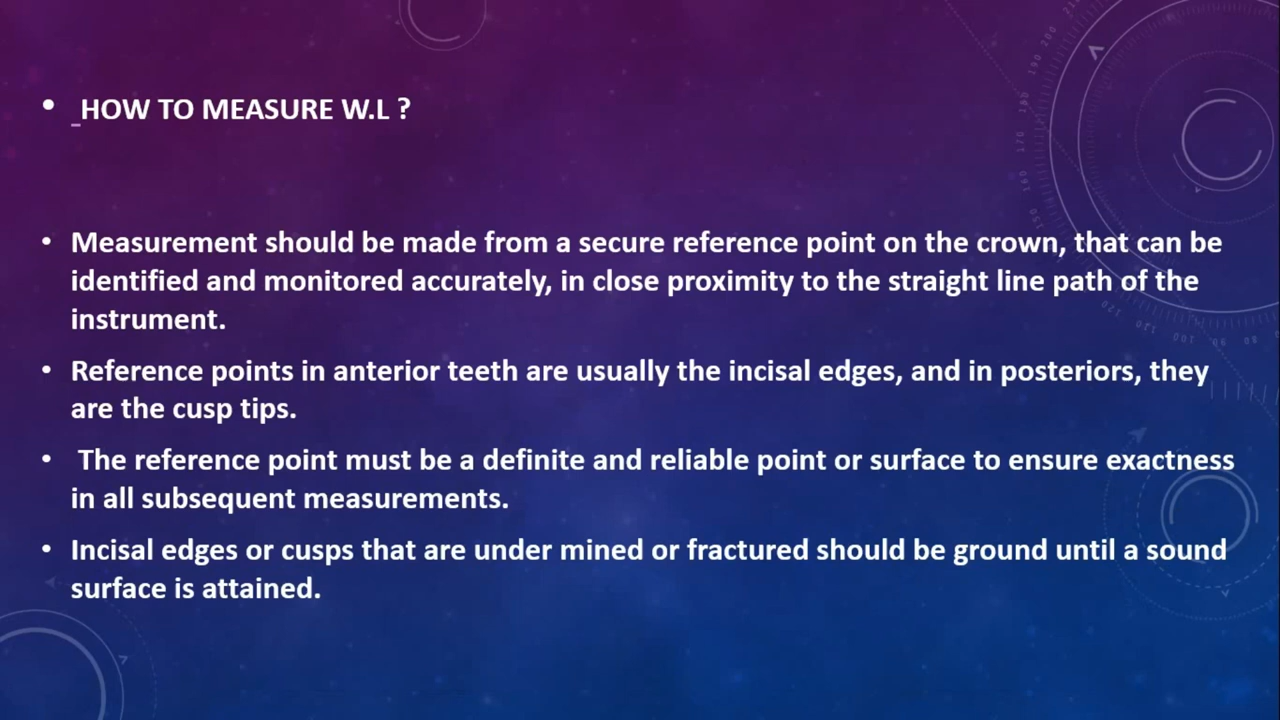 • _HOW TO MEASURE W.L ?
• Measurement should be made from a secure reference point on the crown, that can be
identified and monitored accurately, in close proximity to the straight line path of the
instrument.
• Reference points in anterior teeth are usually the incisal edges, and in posteriors, they
are the cusp tips.
• The reference point must be a definite and reliable point or surface to ensure exactness
in all subsequent measurements.
• Incisal edges or cusps that are under mined or fractured should be ground until a sound
surface is attained.